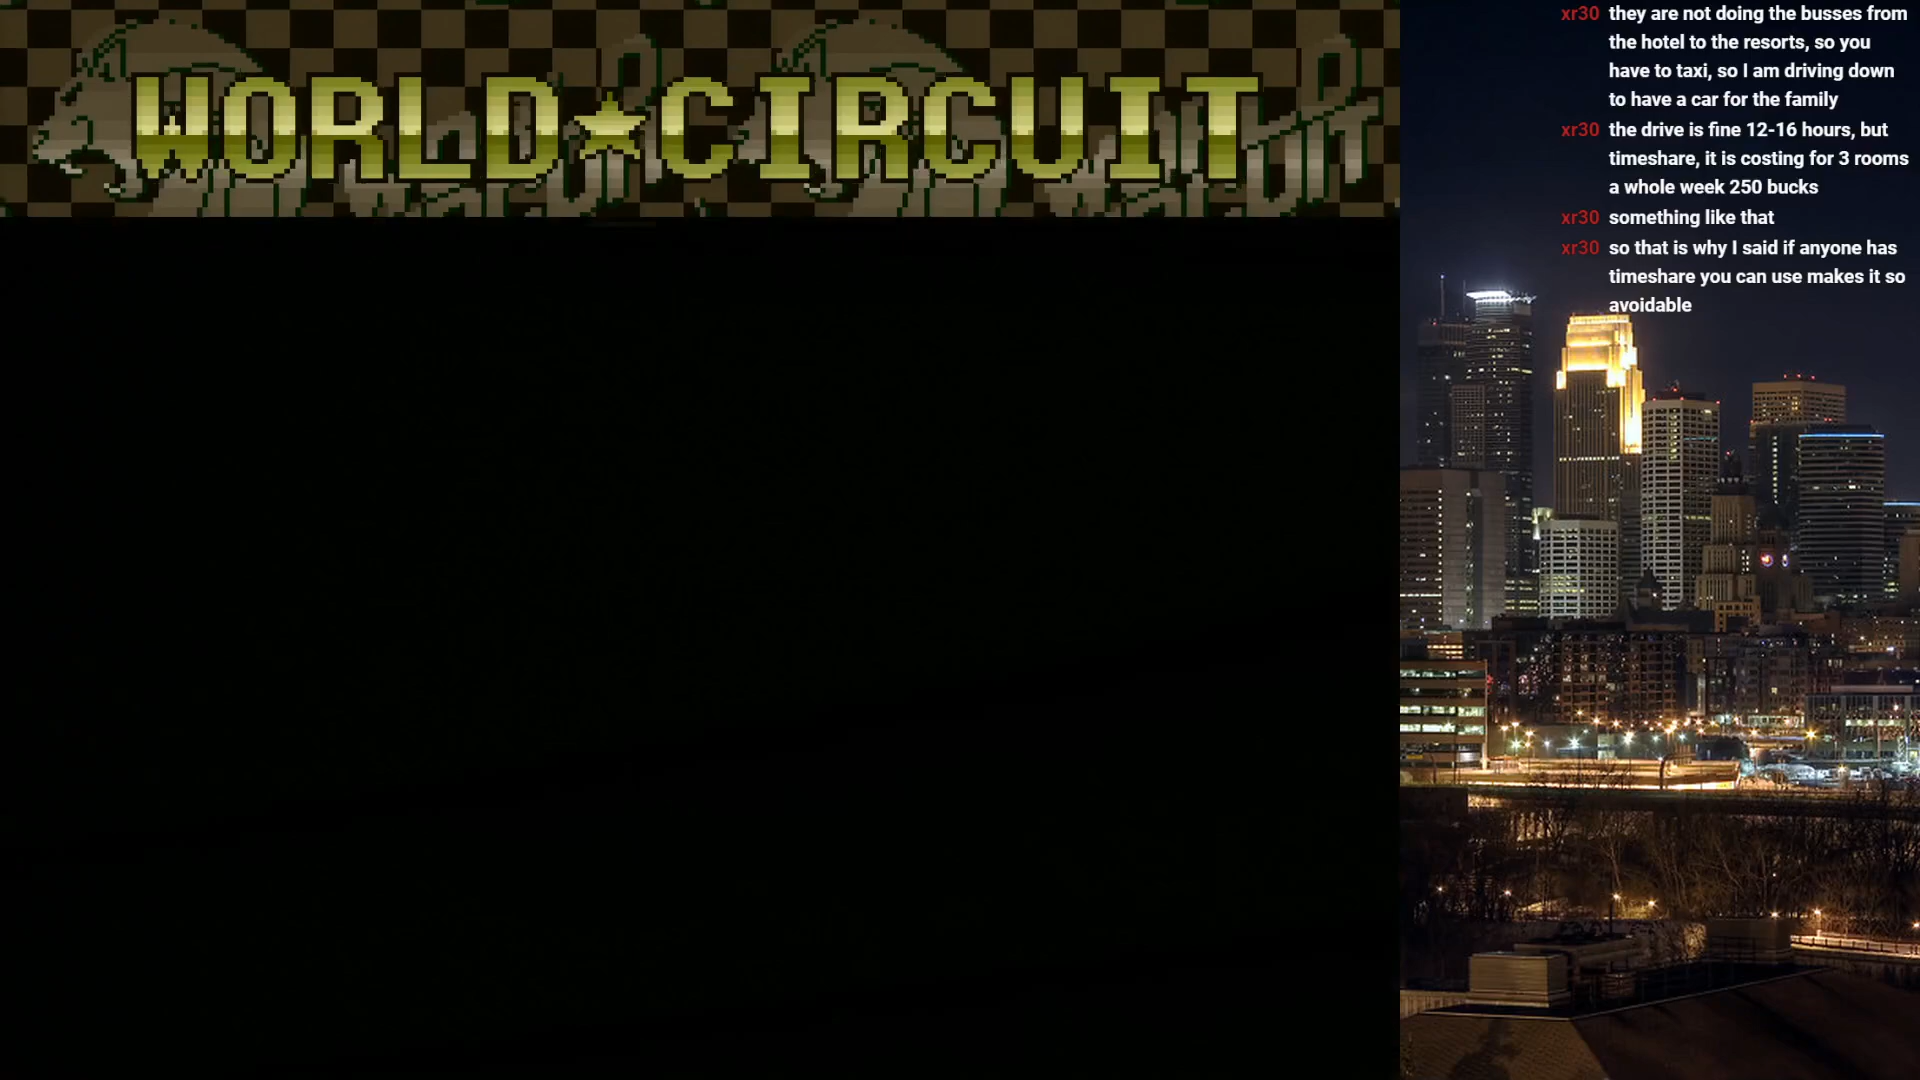 WORLD★CIRCUIT
xr30 they are not doing the busses from
the hotel to the resorts, so you
have to taxi, so I am driving down
to have a car for the family
xr30 the drive is fine 12-16 hours, but
timeshare, it is costing for 3 rooms
a whole week 250 bucks
xr30 something like that
xr30 so that is why I said if anyone has
timeshare you can use makes it so
avoidable